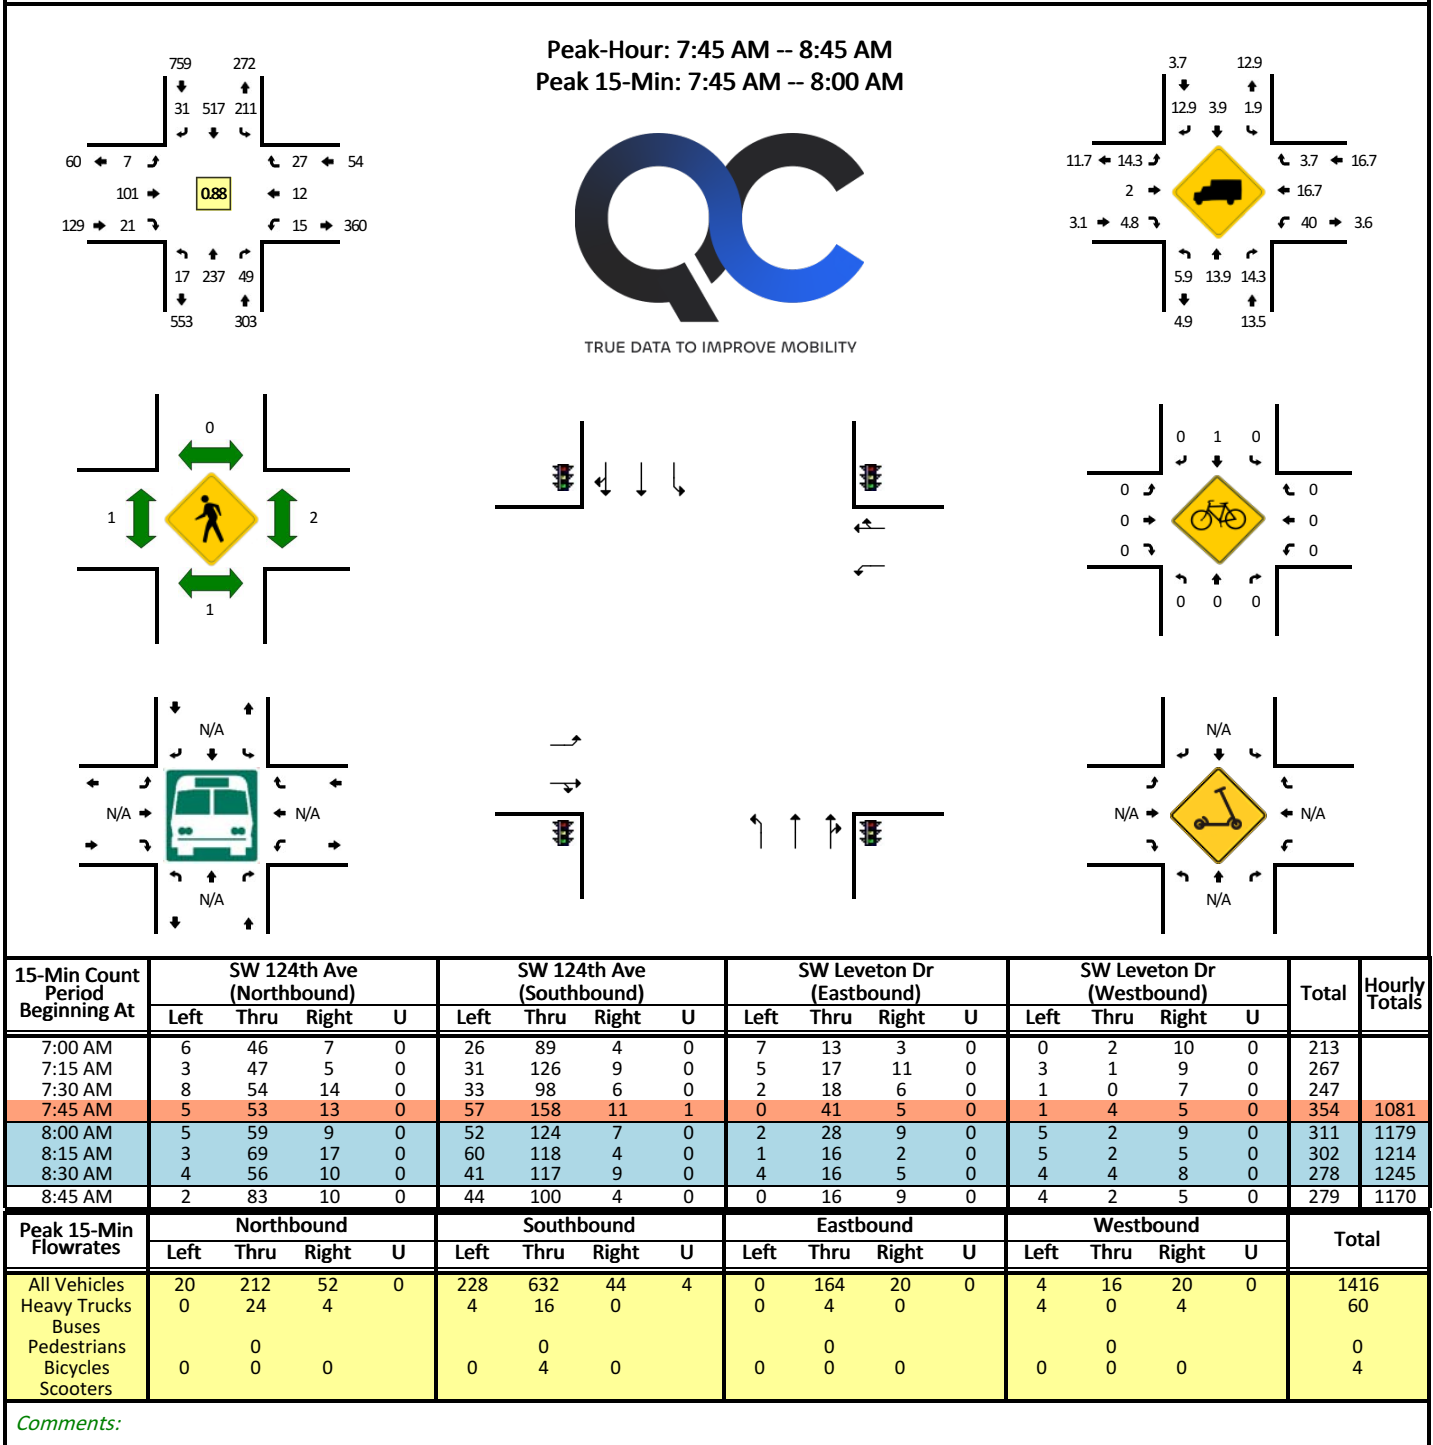 Peak-Hour: 7:45 AM -- 8:45 AM
Peak 15-Min: 7:45 AM -- 8:00 AM
759 272
31 517 211
60 7 27 54
101 0.88 12
129 21 15 360
17 237 49
553 303
TRUE DATA TO IMPROVE MOBILITY
3.7 12.9
12.9 3.9 1.9
11.7 14.3 3.7 16.7
2 16.7
3.1 4.8 40 3.6
5.9 13.9 14.3
4.9 13.5
0
1 2
1
0 1 0
0 0
0 0
0 0
0 0 0
N/A
N/A N/A
N/A
N/A
N/A N/A
N/A
15-Min Count Period Beginning At SW 124th Ave (Northbound) SW 124th Ave (Southbound) SW Leveton Dr (Eastbound) SW Leveton Dr (Westbound) Total Hourly Totals
Left Thru Right U Left Thru Right U Left Thru Right U Left Thru Right U
7:00 AM 6 46 7 0 26 89 4 0 7 13 3 0 0 2 10 0 213
7:15 AM 3 47 5 0 31 126 9 0 5 17 11 0 3 1 9 0 267
7:30 AM 8 54 14 0 33 98 6 0 2 18 6 0 1 0 7 0 247
7:45 AM 5 53 13 0 57 158 11 1 0 41 5 0 1 4 5 0 354 1081
8:00 AM 5 59 9 0 52 124 7 0 2 28 9 0 5 2 9 0 311 1179
8:15 AM 3 69 17 0 60 118 4 0 1 16 2 0 5 2 5 0 302 1214
8:30 AM 4 56 10 0 41 117 9 0 4 16 5 0 4 4 8 0 278 1245
8:45 AM 2 83 10 0 44 100 4 0 0 16 9 0 4 2 5 0 279 1170
Peak 15-Min Flowrates Northbound Southbound Eastbound Westbound Total
Left Thru Right U Left Thru Right U Left Thru Right U Left Thru Right U
All Vehicles 20 212 52 0 228 632 44 4 0 164 20 0 4 16 20 0 1416
Heavy Trucks 0 24 4 4 16 0 0 4 0 4 0 4 60
Buses
Pedestrians 0 0 0 0 0
Bicycles 0 0 0 0 4 0 0 0 0 0 0 0 4
Scooters
Comments: